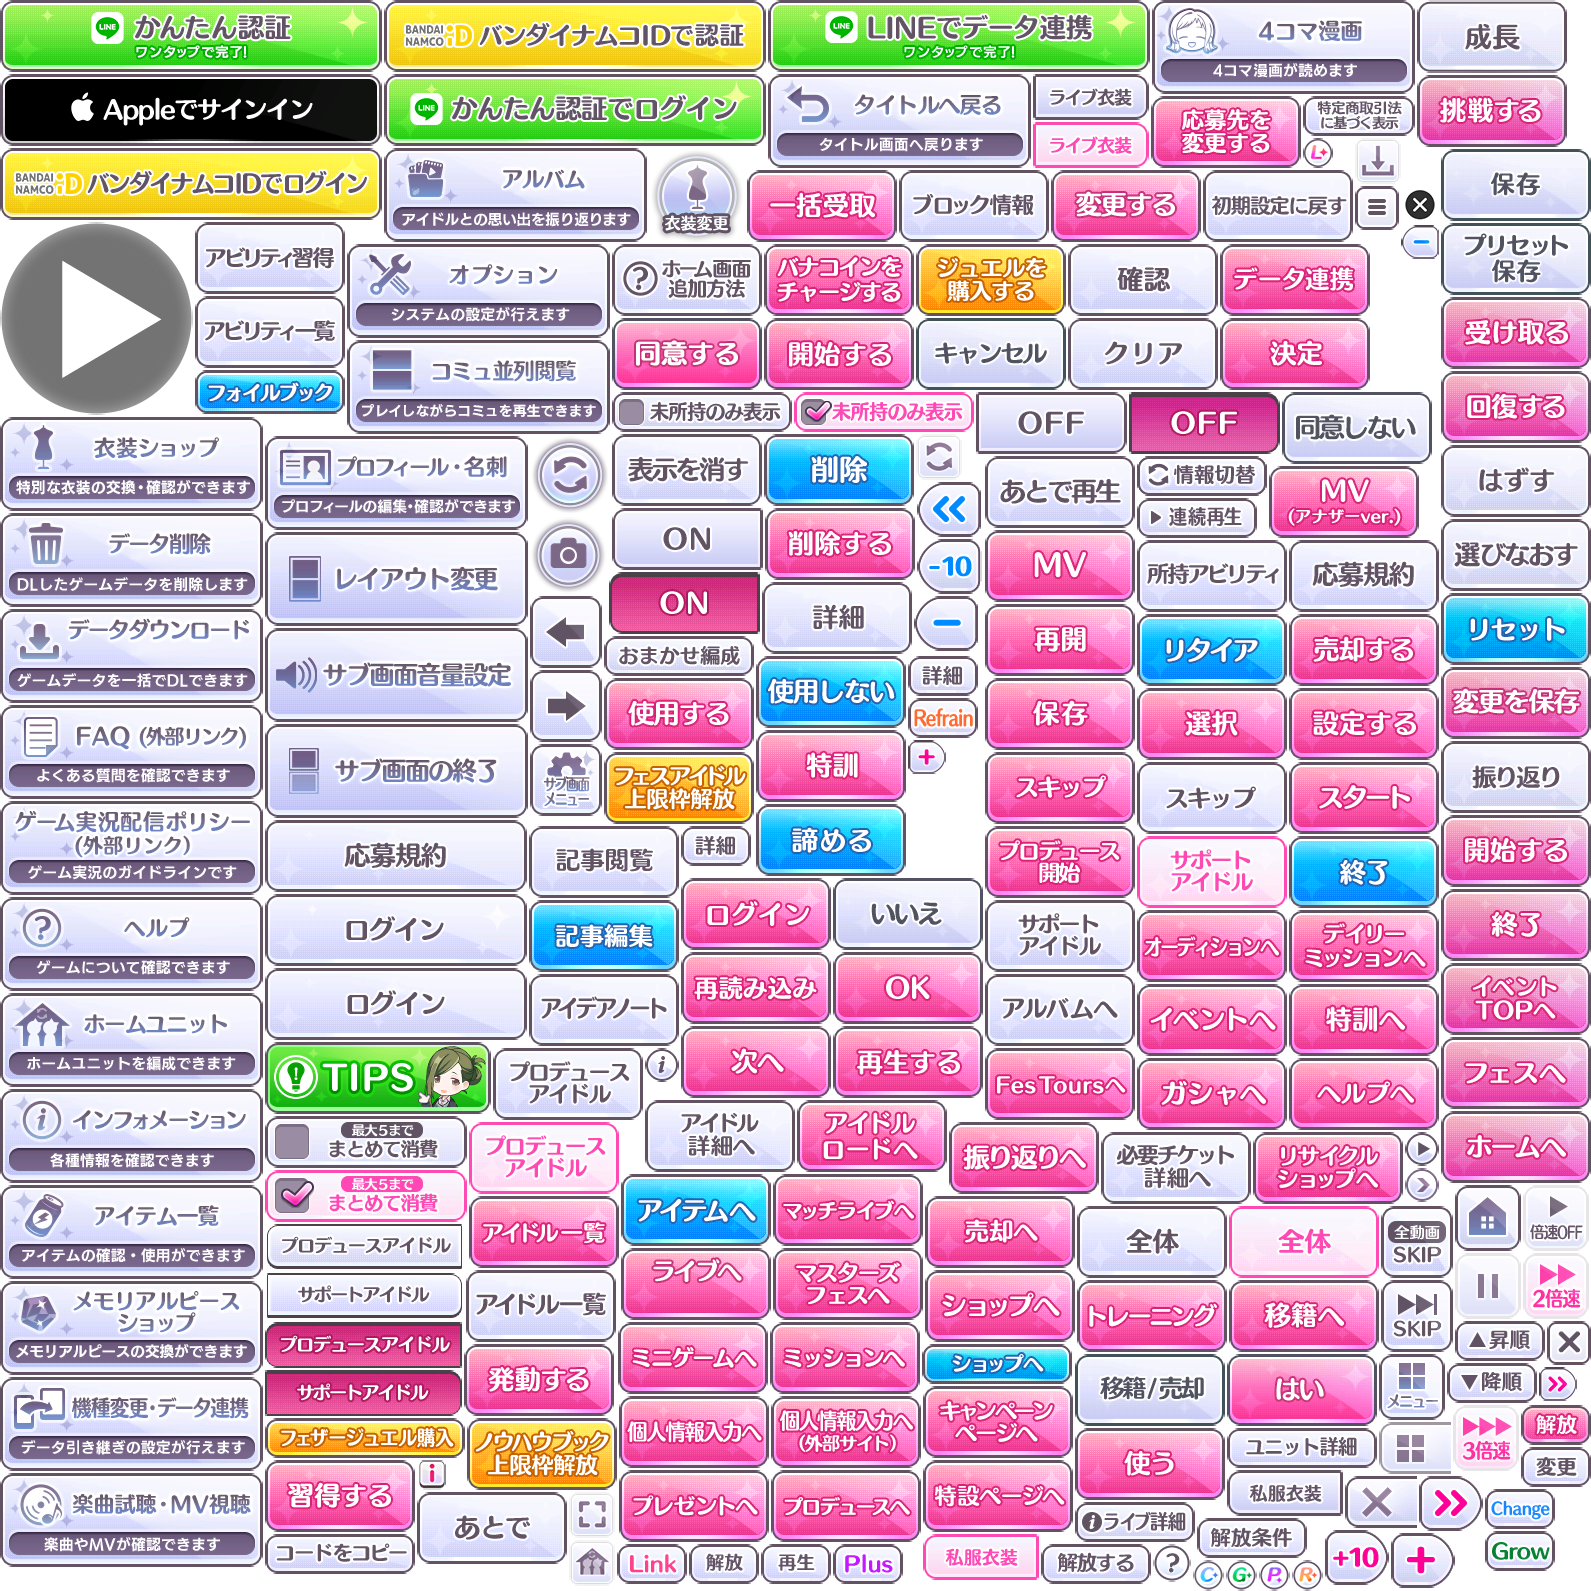 LINE かんたん認証
ワンタップで完了!
BANDAI NAMCO iD バンダイナムコIDで認証
LINE LINEでデータ連携
ワンタップで完了!
4コマ漫画
4コマ漫画が読めます
成長
Appleでサインイン
LINE かんたん認証でログイン
タイトルへ戻る
タイトル画面へ戻ります
ライブ衣装
ライブ衣装
応募先を
変更する
特定商取引法
に基づく表示
L+
挑戦する
BANDAI NAMCO iD バンダイナムコIDでログイン
アルバム
アイドルとの思い出を振り返ります
衣装変更
一括受取
ブロック情報
変更する
初期設定に戻す
保存
アビリティ習得
アビリティ一覧
フォイルブック
オプション
システムの設定が行えます
コミュ並列閲覧
プレイしながらコミュを再生できます
?ホーム画面
追加方法
バナコインを
チャージする
ジュエルを
購入する
確認
データ連携
プリセット
保存
同意する
開始する
キャンセル
クリア
決定
受け取る
未所持のみ表示
未所持のみ表示
OFF
OFF
同意しない
回復する
衣装ショップ
特別な衣装の交換・確認ができます
プロフィール・名刺
プロフィールの編集・確認ができます
表示を消す
削除
あとで再生
情報切替
連続再生
MV
(アナザーver.)
はずす
データ削除
DLしたゲームデータを削除します
レイアウト変更
ON
削除する
-10
MV
所持アビリティ
応募規約
選びなおす
ON
詳細
データダウンロード
ゲームデータを一括でDLできます
サブ画面音量設定
おまかせ編成
使用しない
詳細
再開
リタイア
売却する
リセット
使用する
Refrain
保存
選択
設定する
変更を保存
FAQ (外部リンク)
よくある質問を確認できます
サブ画面の終了
サブ画面
メニュー
フェスアイドル
上限枠解放
特訓
スキップ
スキップ
スタート
振り返り
ゲーム実況配信ポリシー
(外部リンク)
ゲーム実況のガイドラインです
応募規約
記事閲覧
詳細
諦める
プロデュース
開始
サポート
アイドル
終了
開始する
ヘルプ
ゲームについて確認できます
ログイン
記事編集
ログイン
いいえ
サポート
アイドル
オーディションへ
デイリー
ミッションへ
終了
ホームユニット
ホームユニットを編成できます
ログイン
アイデアノート
再読み込み
OK
アルバムへ
イベントへ
特訓へ
イベント
TOPへ
TIPS
プロデュース
アイドル
i
次へ
再生する
Fes Toursへ
ガシャへ
ヘルプへ
フェスへ
インフォメーション
各種情報を確認できます
最大5まで
まとめて消費
プロデュース
アイドル
アイドル
詳細へ
アイドル
ロードへ
振り返りへ
必要チケット
詳細へ
リサイクル
ショップへ
ホームへ
最大5まで
まとめて消費
アイテム一覧
アイテムの確認・使用ができます
プロデュースアイドル
アイドル一覧
アイテムへ
マッチライブへ
売却へ
全体
全体
全動画
SKIP
倍速OFF
メモリアルピース
ショップ
メモリアルピースの交換ができます
サポートアイドル
アイドル一覧
ライブへ
マスターズ
フェスへ
ショップへ
トレーニング
移籍へ
SKIP
2倍速
プロデュースアイドル
発動する
ミニゲームへ
ミッションへ
ショップへ
移籍/売却
はい
メニュー
▲昇順
▼降順
機種変更・データ連携
データ引き継ぎの設定が行えます
サポートアイドル
フェザージュエル購入
ノウハウブック
上限枠解放
個人情報入力へ
個人情報入力へ
(外部サイト)
キャンペーン
ページへ
使う
ユニット詳細
3倍速
解放
変更
楽曲試聴・MV視聴
楽曲やMVが確認できます
習得する
i
あとで
プレゼントへ
プロデュースへ
特設ページへ
私服衣装
Change
コードをコピー
Link
解放
再生
Plus
私服衣装
iライブ詳細
解放する
?
解放条件
C+
G+
P+
R+
+10
Grow